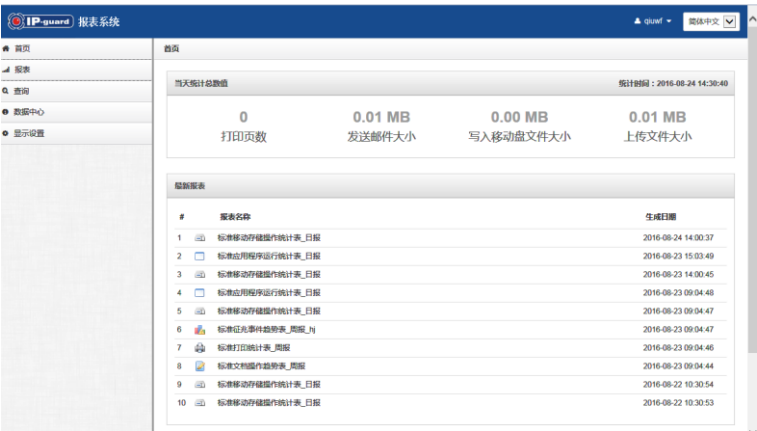 IP-guard 报表系统 qiuwf 简体中文
首页
报表
查询
数据中心
显示设置
首页
当天统计总数值 统计时间：2016-08-24 14:30:40
0 0.01 MB 0.00 MB 0.01 MB
打印页数 发送邮件大小 写入移动盘文件大小 上传文件大小
最新报表
# 报表名称 生成日期
1 标准移动存储操作统计表_日报 2016-08-24 14:00:37
2 标准应用程序运行统计表_日报 2016-08-23 15:03:49
3 标准移动存储操作统计表_日报 2016-08-23 14:00:45
4 标准应用程序运行统计表_日报 2016-08-23 09:04:48
5 标准移动存储操作统计表_日报 2016-08-23 09:04:47
6 标准征兆事件趋势表_周报_hj 2016-08-23 09:04:47
7 标准打印统计表_周报 2016-08-23 09:04:46
8 标准文档操作趋势表_周报 2016-08-23 09:04:44
9 标准移动存储操作统计表_日报 2016-08-22 10:30:54
10 标准移动存储操作统计表_日报 2016-08-22 10:30:53